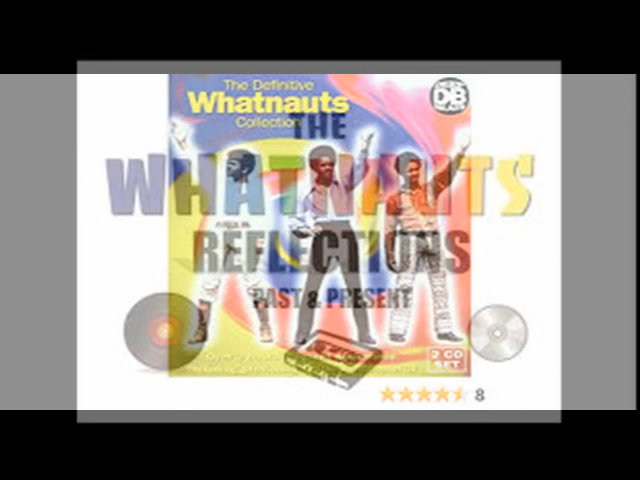 The Definitive
Whatnauts
Collection
DB
THE
WHATNAUTS
REFLECTIONS
PAST & PRESENT
2 CD
SET
8